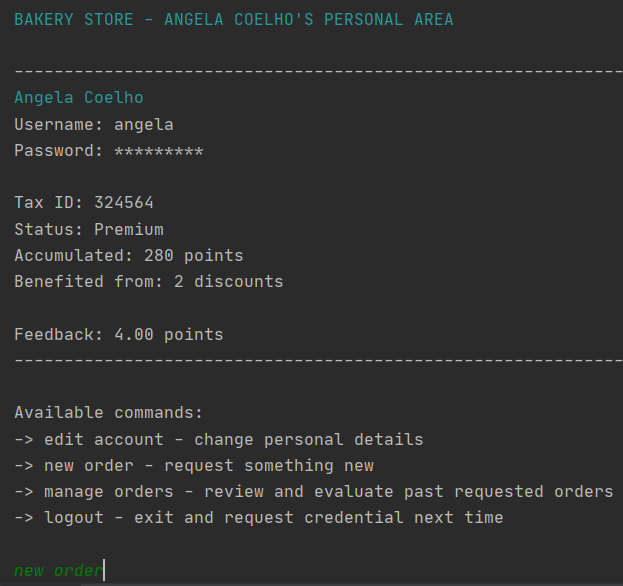 BAKERY STORE - ANGELA COELHO'S PERSONAL AREA
-------------------------------------------------------------
Angela Coelho
Username: angela
Password: *********
Tax ID: 324564
Status: Premium
Accumulated: 280 points
Benefited from: 2 discounts
Feedback: 4.00 points
-------------------------------------------------------------
Available commands:
-> edit account - change personal details
-> new order - request something new
-> manage orders - review and evaluate past requested orders
-> logout - exit and request credential next time
new order